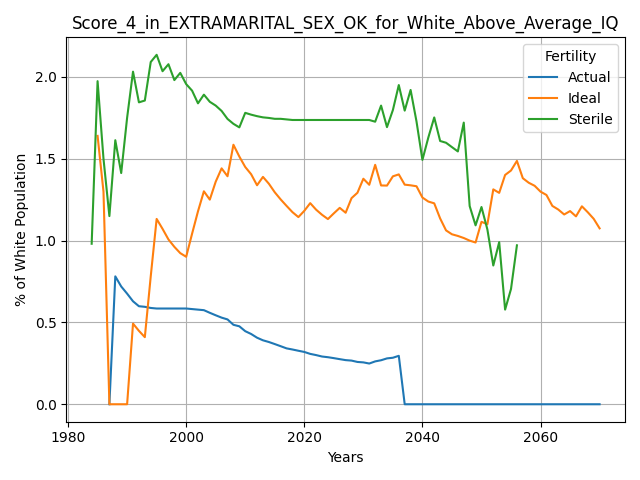 Score_4_in_EXTRAMARITAL_SEX_OK_for_White_Above_Average_IQ
Fertility
Actual
Ideal
Sterile
% of White Population
2.0
1.5
1.0
0.5
0.0
1980 2000 2020 2040 2060
Years